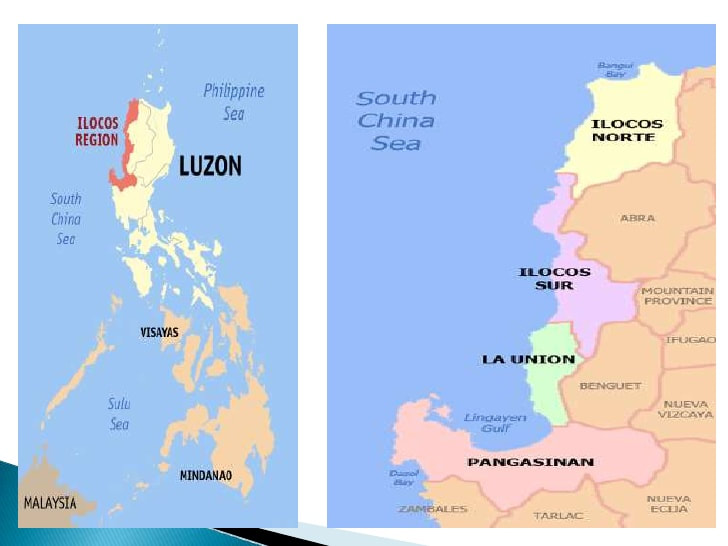 Philippine
Sea
ILOCOS
REGION
LUZON
South
China
Sea
VISAYAS
Sulu
Sea
MINDANAO
MALAYSIA
Bangui
Bay
South
China
Sea
ILOCOS
NORTE
ABRA
ILOCOS
SUR
MOUNTAIN
PROVINCE
IFUGAO
LA UNION
BENGUET
NUEVA
VIZCAYA
Lingayen
Gulf
PANGASINAN
Dazol
Bay
ZAMBALES
TARLAC
NUEVA
ECIJA